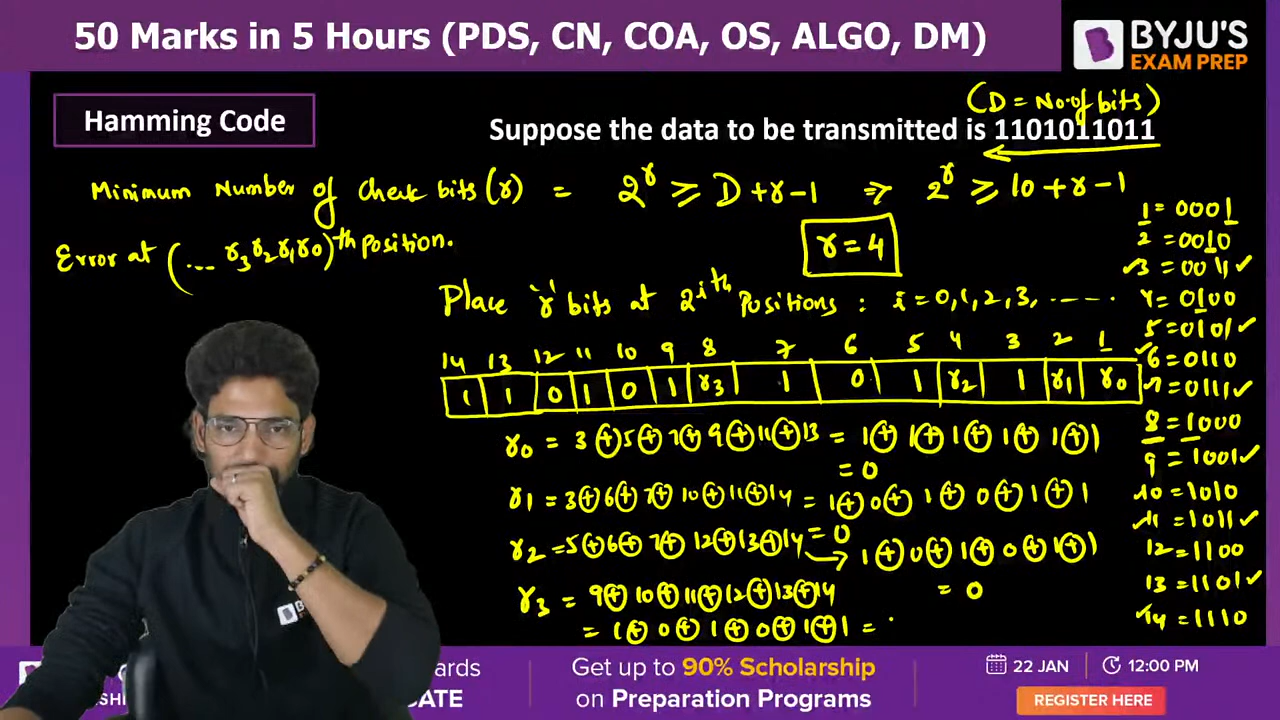 50 Marks in 5 Hours (PDS, CN, COA, OS, ALGO, DM)
BYJU'S
EXAM PREP
Hamming Code
(D = No. of bits)
Suppose the data to be transmitted is 1101011011
Minimum Number of Check bits (r) = 2^r ≥ D + r - 1 ⇒ 2^r ≥ 10 + r - 1
Error at (... r3 r2 r1 r0)^th position.
r = 4
Place 'r' bits at 2^i th positions : i = 0, 1, 2, 3, .....
14 13 12 11 10 9 8 7 6 5 4 3 2 1
1 1 0 1 0 1 r3 1 0 1 r2 1 r1 r0
r0 = 3 ⊕ 5 ⊕ 7 ⊕ 9 ⊕ 11 ⊕ 13 = 1 ⊕ 1 ⊕ 1 ⊕ 1 ⊕ 1 ⊕ 1
= 0
r1 = 3 ⊕ 6 ⊕ 7 ⊕ 10 ⊕ 11 ⊕ 14 = 1 ⊕ 0 ⊕ 1 ⊕ 0 ⊕ 1 ⊕ 1
= 0
r2 = 5 ⊕ 6 ⊕ 7 ⊕ 12 ⊕ 13 ⊕ 14 → 1 ⊕ 0 ⊕ 1 ⊕ 0 ⊕ 1 ⊕ 1
= 0
r3 = 9 ⊕ 10 ⊕ 11 ⊕ 12 ⊕ 13 ⊕ 14
= 1 ⊕ 0 ⊕ 1 ⊕ 0 ⊕ 1 ⊕ 1 =
1 = 0001
2 = 0010
✓3 = 0011 ✓
4 = 0100
5 = 0101 ✓
✓6 = 0110
✓7 = 0111 ✓
8 = 1000
9 = 1001 ✓
✓10 = 1010
✓11 = 1011 ✓
12 = 1100
13 = 1101 ✓
✓14 = 1110
Get up to 90% Scholarship
on Preparation Programs
22 JAN
12:00 PM
REGISTER HERE